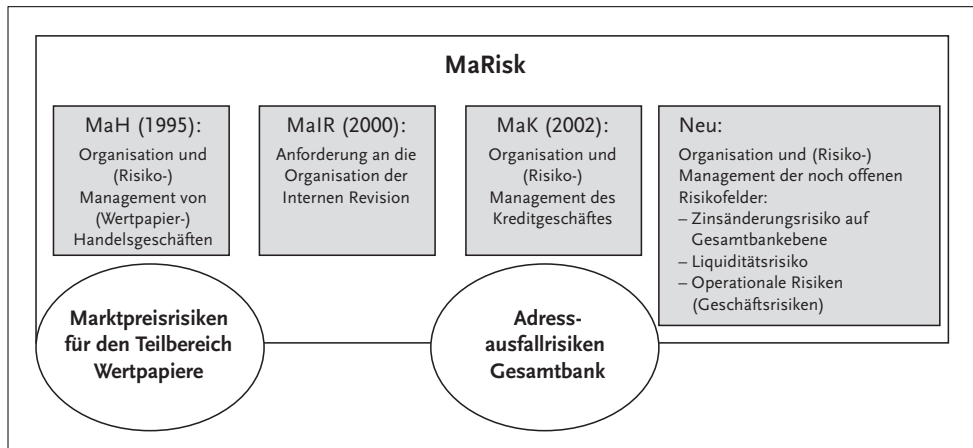 MaRisk
MaH (1995):
Organisation und
(Risiko-)
Management von
(Wertpapier-)
Handelsgeschäften
MaIR (2000):
Anforderung an die
Organisation der
Internen Revision
MaK (2002):
Organisation und
(Risiko-)
Management des
Kreditgeschäftes
Neu:
Organisation und (Risiko-)
Management der noch offenen
Risikofelder:
– Zinsänderungsrisiko auf
Gesamtbankebene
– Liquiditätsrisiko
– Operationale Risiken
(Geschäftsrisiken)
Marktpreisrisiken
für den Teilbereich
Wertpapiere
Adress-
ausfallrisiken
Gesamtbank